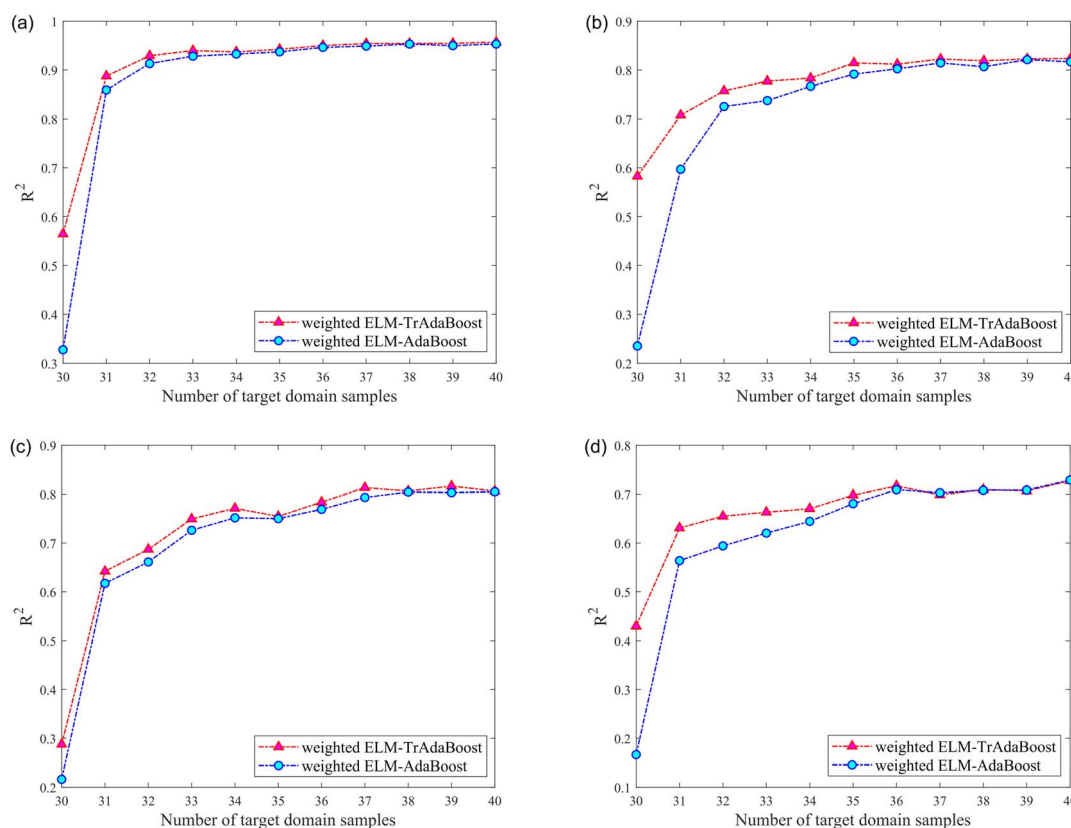 (a)
1
0.9
0.8
0.7
0.6
0.5
0.4
0.3
R²
30 31 32 33 34 35 36 37 38 39 40
Number of target domain samples
weighted ELM-TrAdaBoost
weighted ELM-AdaBoost
(b)
0.9
0.8
0.7
0.6
0.5
0.4
0.3
0.2
R²
30 31 32 33 34 35 36 37 38 39
Number of target domain samples
weighted ELM-TrAdaBoost
weighted ELM-AdaBoost
(c)
0.9
0.8
0.7
0.6
0.5
0.4
0.3
0.2
R²
30 31 32 33 34 35 36 37 38 39 40
Number of target domain samples
weighted ELM-TrAdaBoost
weighted ELM-AdaBoost
(d)
0.8
0.7
0.6
0.5
0.4
0.3
0.2
0.1
R²
30 31 32 33 34 35 36 37 38 39
Number of target domain samples
weighted ELM-TrAdaBoost
weighted ELM-AdaBoost